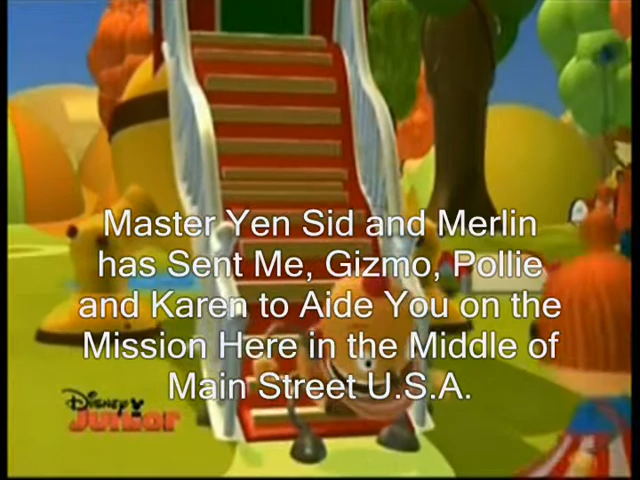 Master Yen Sid and Merlin
has Sent Me, Gizmo, Pollie
and Karen to Aide You on the
Mission Here in the Middle of
Main Street U.S.A.
Disney
Junior